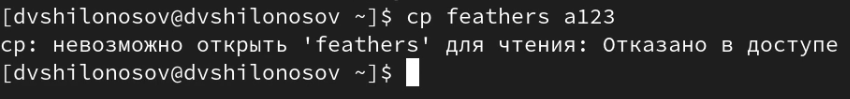 [dvshilonosov@dvshilonosov ~]$ cp feathers a123
cp: невозможно открыть 'feathers' для чтения: Отказано в доступе
[dvshilonosov@dvshilonosov ~]$